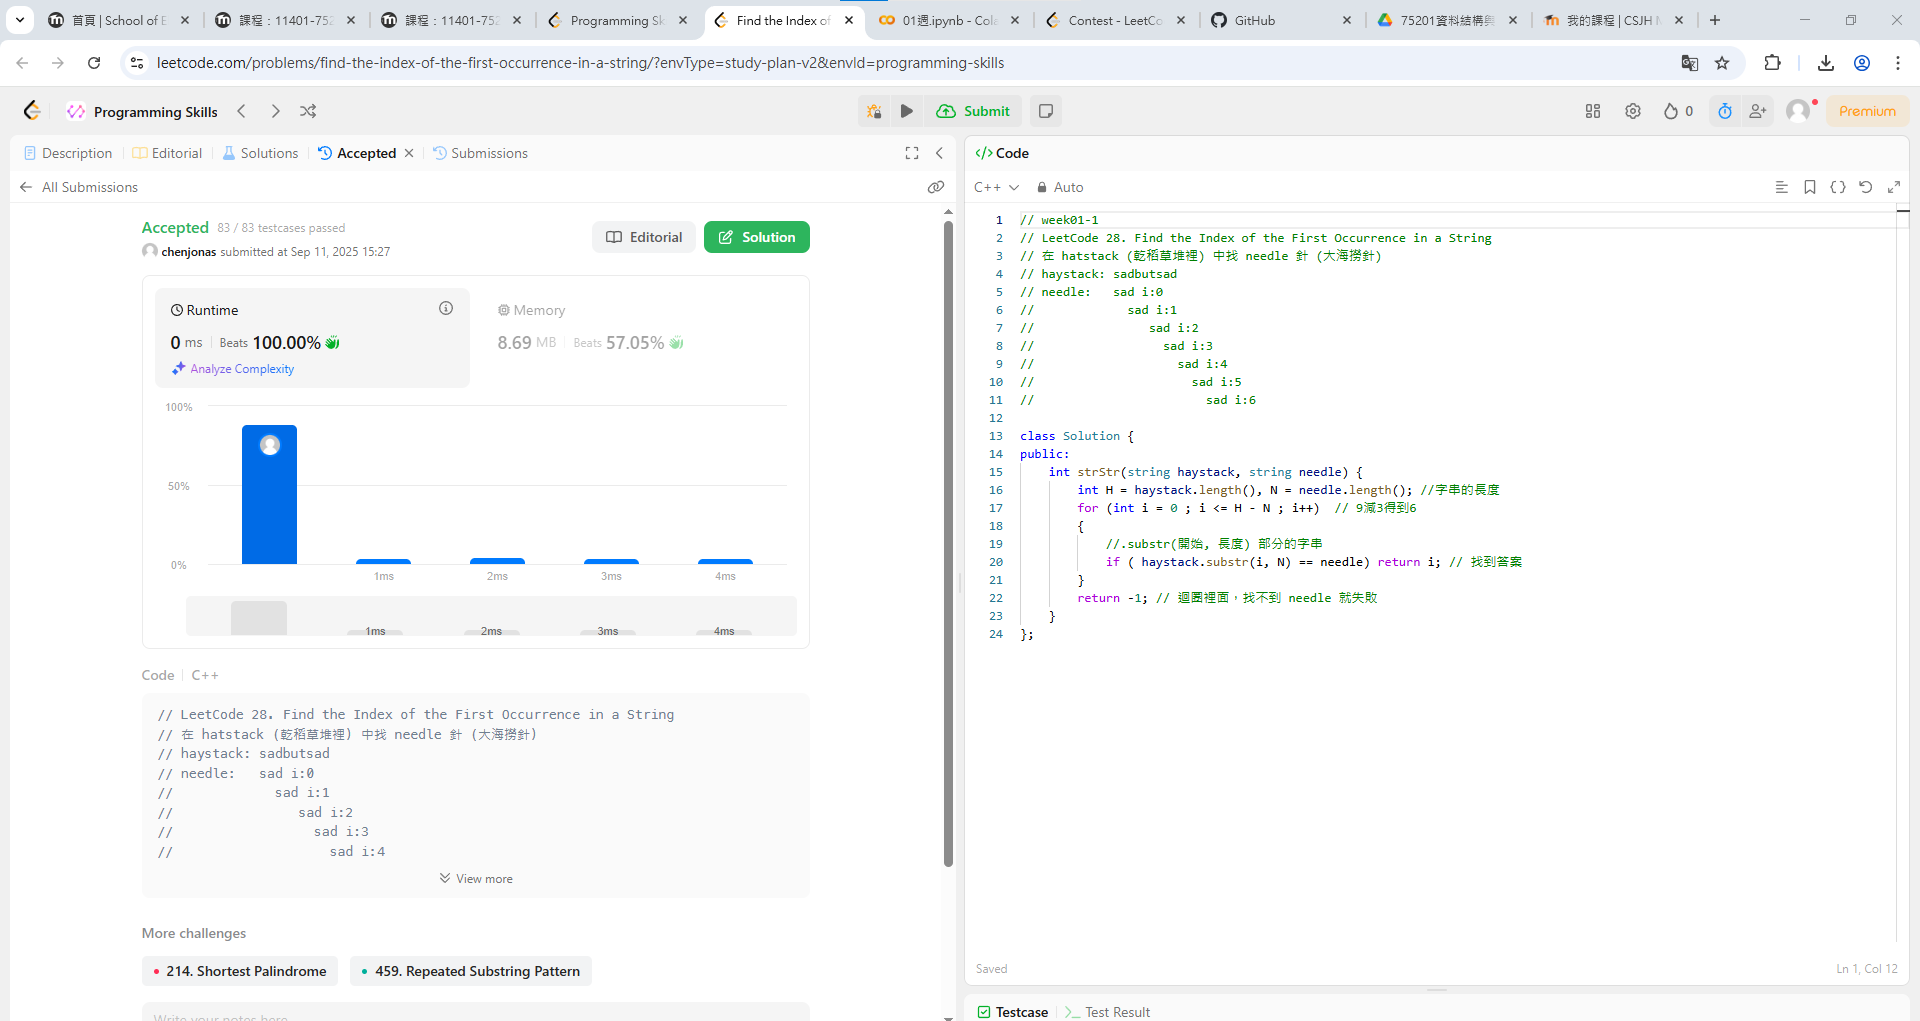 首頁 | School of E
課程：11401-752
課程：11401-752
Programming Sk
Find the Index of
01週.ipynb - Cola
Contest - LeetCo
GitHub
75201資料結構與
我的課程 | CSJH M
leetcode.com/problems/find-the-index-of-the-first-occurrence-in-a-string/?envType=study-plan-v2&envId=programming-skills
Programming Skills
Submit
0
Premium
Description
Editorial
Solutions
Accepted
Submissions
All Submissions
Accepted 83 / 83 testcases passed
chenjonas submitted at Sep 11, 2025 15:27
Editorial
Solution
Runtime
0 ms Beats 100.00%
Analyze Complexity
Memory
8.69 MB Beats 57.05%
100%
50%
0%
1ms 2ms 3ms 4ms
1ms 2ms 3ms 4ms
Code C++
// LeetCode 28. Find the Index of the First Occurrence in a String
// 在 hatstack (乾稻草堆裡) 中找 needle 針 (大海撈針)
// haystack: sadbutsad
// needle:   sad i:0
//             sad i:1
//                sad i:2
//                  sad i:3
//                    sad i:4
View more
More challenges
214. Shortest Palindrome
459. Repeated Substring Pattern
Write your notes here
Code
C++ Auto
1 // week01-1
2 // LeetCode 28. Find the Index of the First Occurrence in a String
3 // 在 hatstack (乾稻草堆裡) 中找 needle 針 (大海撈針)
4 // haystack: sadbutsad
5 // needle:   sad i:0
6 //             sad i:1
7 //                sad i:2
8 //                  sad i:3
9 //                    sad i:4
10 //                      sad i:5
11 //                        sad i:6
12
13 class Solution {
14 public:
15     int strStr(string haystack, string needle) {
16         int H = haystack.length(), N = needle.length(); //字串的長度
17         for (int i = 0 ; i <= H - N ; i++)  // 9減3得到6
18         {
19             //.substr(開始, 長度) 部分的字串
20             if ( haystack.substr(i, N) == needle) return i; // 找到答案
21         }
22         return -1; // 迴圈裡面，找不到 needle 就失敗
23     }
24 };
Saved
Ln 1, Col 12
Testcase
Test Result